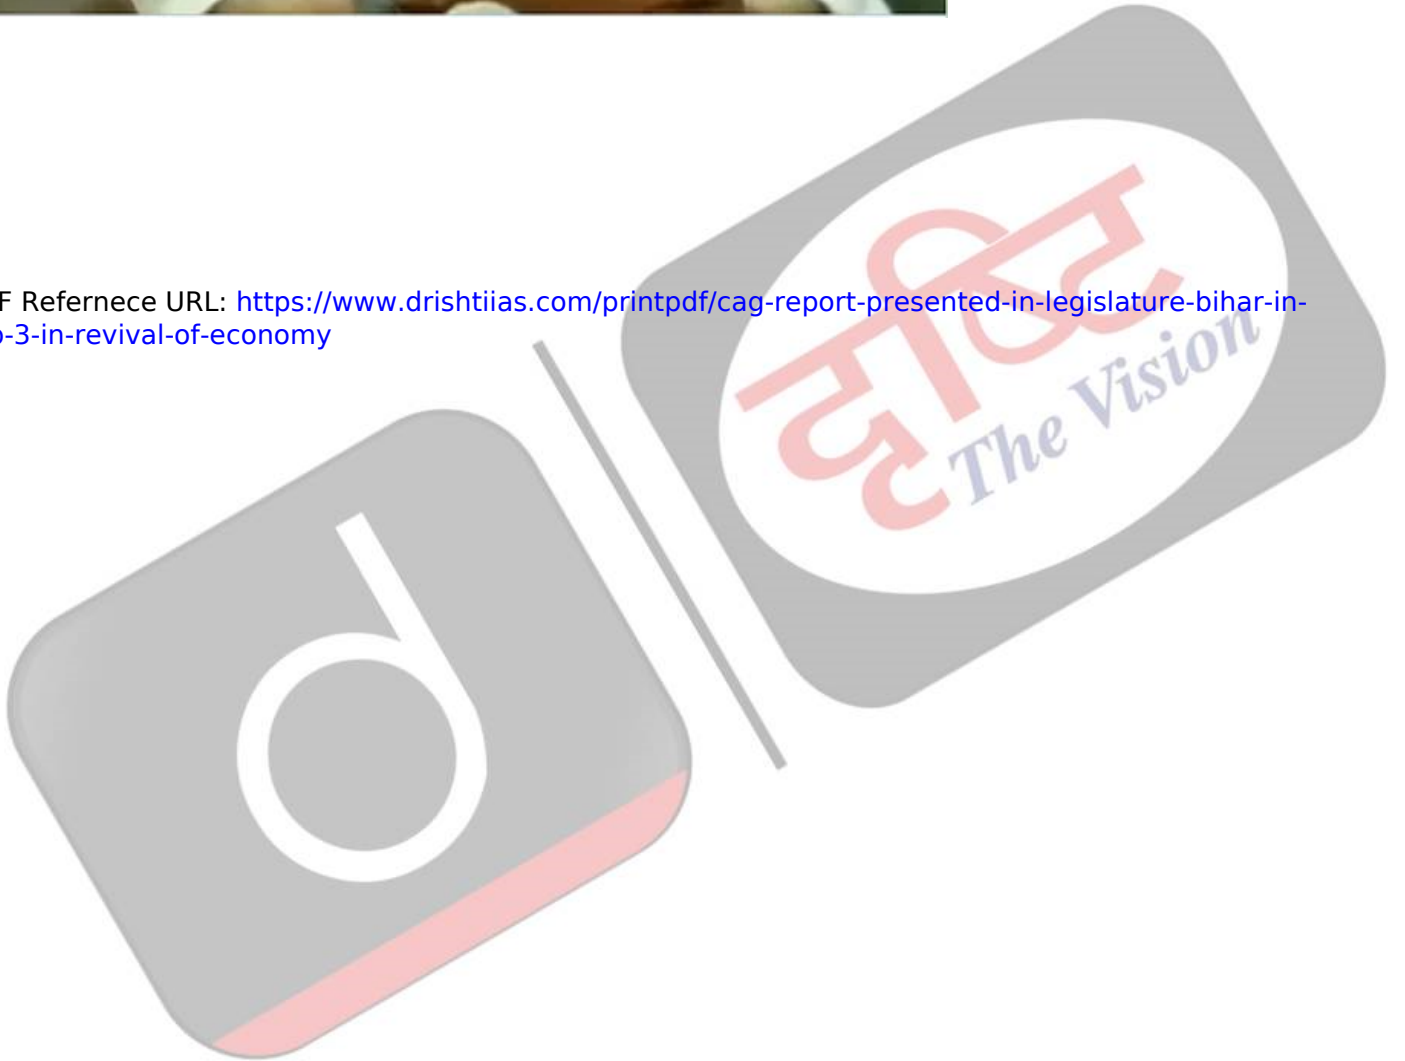 F Refernece URL: https://www.drishtiias.com/printpdf/cag-report-presented-in-legislature-bihar-in-
-3-in-revival-of-economy
दृष्टि
The Vision
d